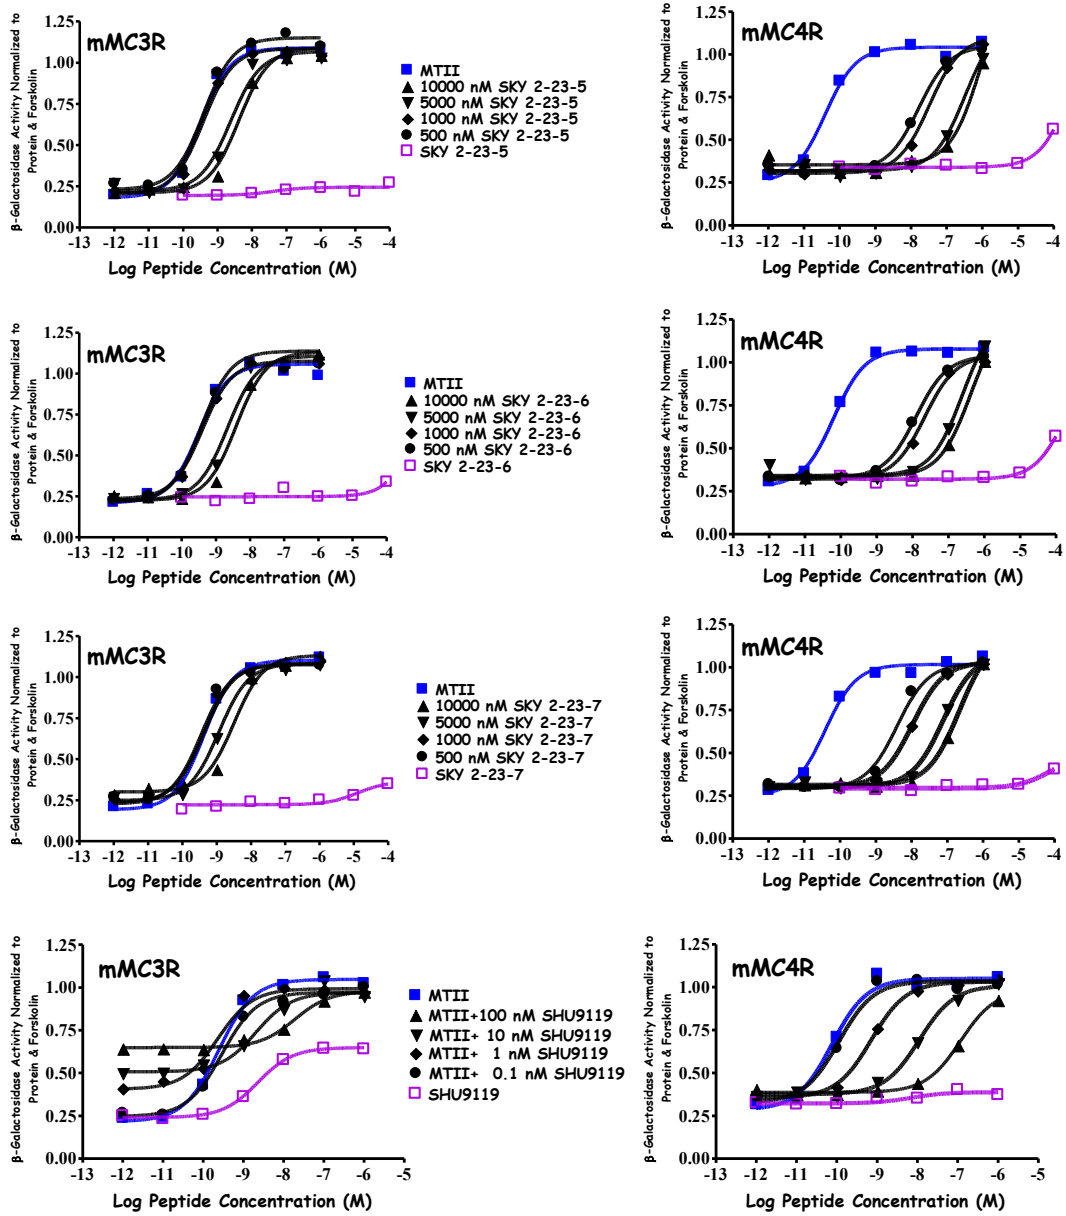 β-Galactosidase Activity Normalized to
Protein & Forskolin
mMC3R
1.25
1.00
0.75
0.50
0.25
0.00
-13 -12 -11 -10 -9 -8 -7 -6 -5 -4
Log Peptide Concentration (M)
MTII
10000 nM SKY 2-23-5
5000 nM SKY 2-23-5
1000 nM SKY 2-23-5
500 nM SKY 2-23-5
SKY 2-23-5
β-Galactosidase Activity Normalized to
Protein & Forskolin
mMC4R
1.25
1.00
0.75
0.50
0.25
0.00
-13 -12 -11 -10 -9 -8 -7 -6 -5 -4
Log Peptide Concentration (M)
β-Galactosidase Activity Normalized to
Protein & Forskolin
mMC3R
1.25
1.00
0.75
0.50
0.25
0.00
-13 -12 -11 -10 -9 -8 -7 -6 -5 -4
Log Peptide Concentration (M)
MTII
10000 nM SKY 2-23-6
5000 nM SKY 2-23-6
1000 nM SKY 2-23-6
500 nM SKY 2-23-6
SKY 2-23-6
β-Galactosidase Activity Normalized to
Protein & Forskolin
mMC4R
1.25
1.00
0.75
0.50
0.25
0.00
-13 -12 -11 -10 -9 -8 -7 -6 -5 -4
Log Peptide Concentration (M)
β-Galactosidase Activity Normalized to
Protein & Forskolin
mMC3R
1.25
1.00
0.75
0.50
0.25
0.00
-13 -12 -11 -10 -9 -8 -7 -6 -5 -4
Log Peptide Concentration (M)
MTII
10000 nM SKY 2-23-7
5000 nM SKY 2-23-7
1000 nM SKY 2-23-7
500 nM SKY 2-23-7
SKY 2-23-7
β-Galactosidase Activity Normalized to
Protein & Forskolin
mMC4R
1.25
1.00
0.75
0.50
0.25
0.00
-13 -12 -11 -10 -9 -8 -7 -6 -5 -4
Log Peptide Concentration (M)
β-Galactosidase Activity Normalized to
Protein & Forskolin
mMC3R
1.25
1.00
0.75
0.50
0.25
0.00
-13 -12 -11 -10 -9 -8 -7 -6 -5
Log Peptide Concentration (M)
MTII
MTII+100 nM SHU9119
MTII+ 10 nM SHU9119
MTII+ 1 nM SHU9119
MTII+ 0.1 nM SHU9119
SHU9119
β-Galactosidase Activity Normalized to
Protein & Forskolin
mMC4R
1.25
1.00
0.75
0.50
0.25
0.00
-13 -12 -11 -10 -9 -8 -7 -6 -5
Log Peptide Concentration (M)